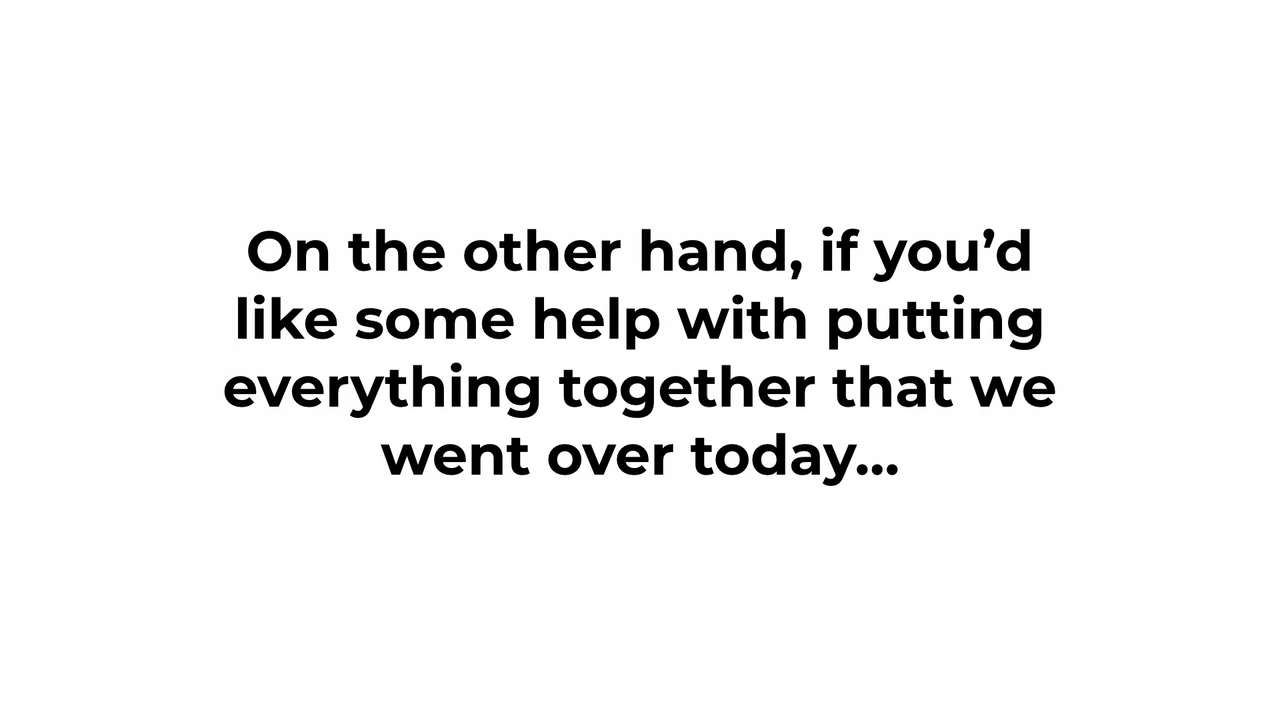 On the other hand, if you’d
like some help with putting
everything together that we
went over today...